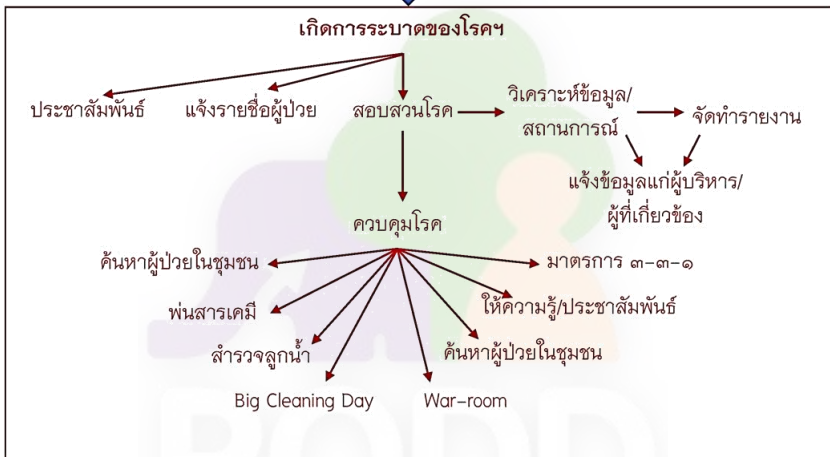 เกิดการระบาดของโรคฯ
ประชาสัมพันธ์
แจ้งรายชื่อผู้ป่วย
สอบสวนโรค
วิเคราะห์ข้อมูล/
สถานการณ์
จัดทำรายงาน
แจ้งข้อมูลแก่ผู้บริหาร/
ผู้ที่เกี่ยวข้อง
ควบคุมโรค
ค้นหาผู้ป่วยในชุมชน
มาตรการ ๓-๓-๑
พ่นสารเคมี
ให้ความรู้/ประชาสัมพันธ์
สำรวจลูกน้ำ
ค้นหาผู้ป่วยในชุมชน
Big Cleaning Day
War-room